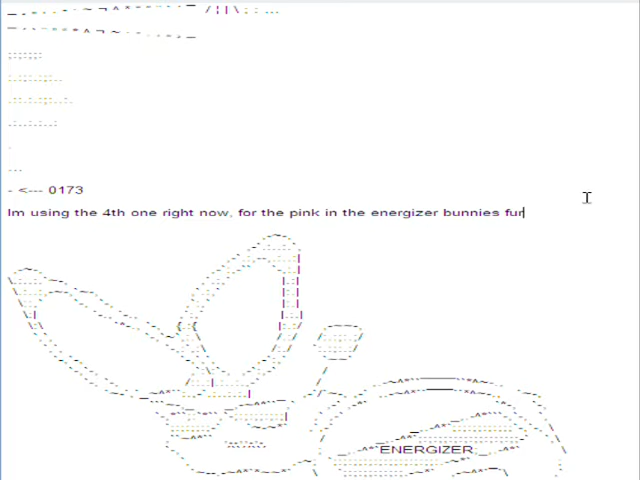 - <--- 0173
Im using the 4th one right now, for the pink in the energizer bunnies fur
ENERGIZER